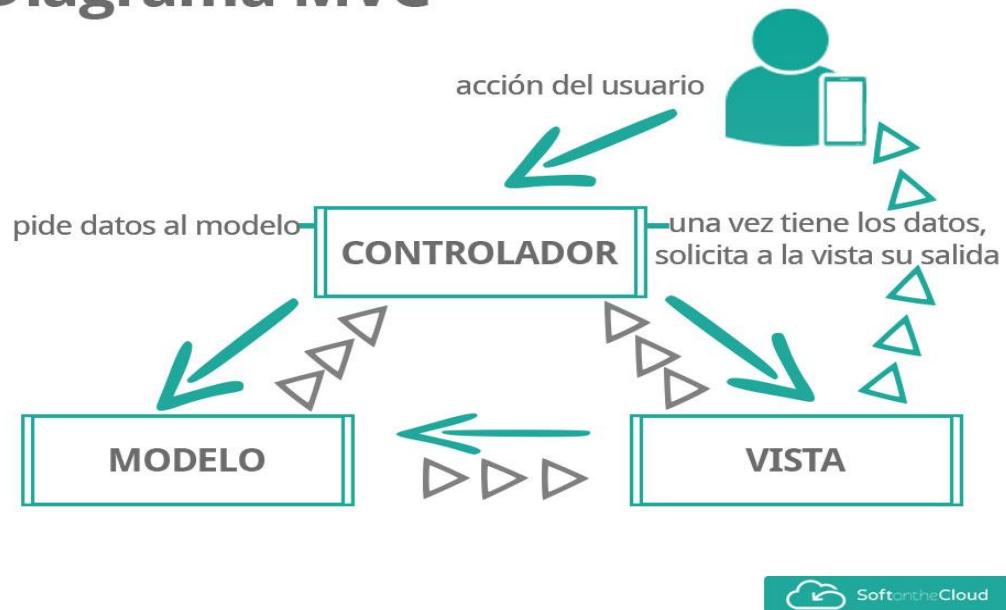 Diagrama MVC
acción del usuario
pide datos al modelo
CONTROLADOR
una vez tiene los datos,
solicita a la vista su salida
MODELO
VISTA
SoftontheCloud